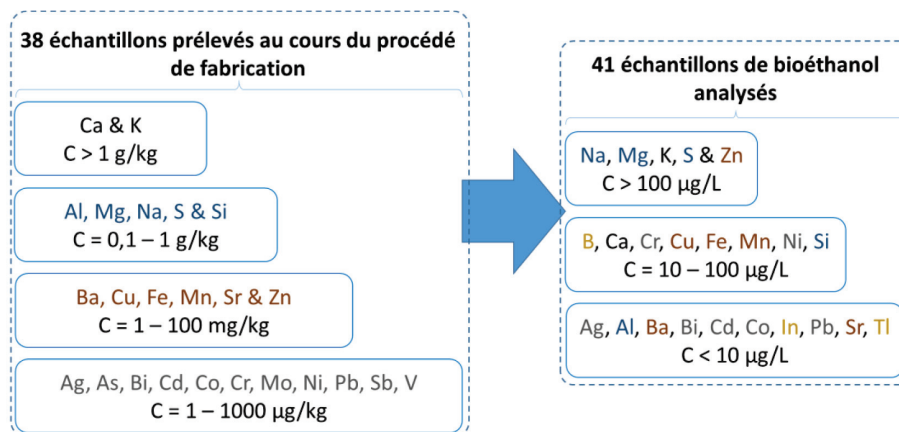 38 échantillons prélevés au cours du procédé
de fabrication
Ca & K
C > 1 g/kg
Al, Mg, Na, S & Si
C = 0,1 – 1 g/kg
Ba, Cu, Fe, Mn, Sr & Zn
C = 1 – 100 mg/kg
Ag, As, Bi, Cd, Co, Cr, Mo, Ni, Pb, Sb, V
C = 1 – 1000 µg/kg
41 échantillons de bioéthanol
analysés
Na, Mg, K, S & Zn
C > 100 µg/L
B, Ca, Cr, Cu, Fe, Mn, Ni, Si
C = 10 – 100 µg/L
Ag, Al, Ba, Bi, Cd, Co, In, Pb, Sr, Tl
C < 10 µg/L